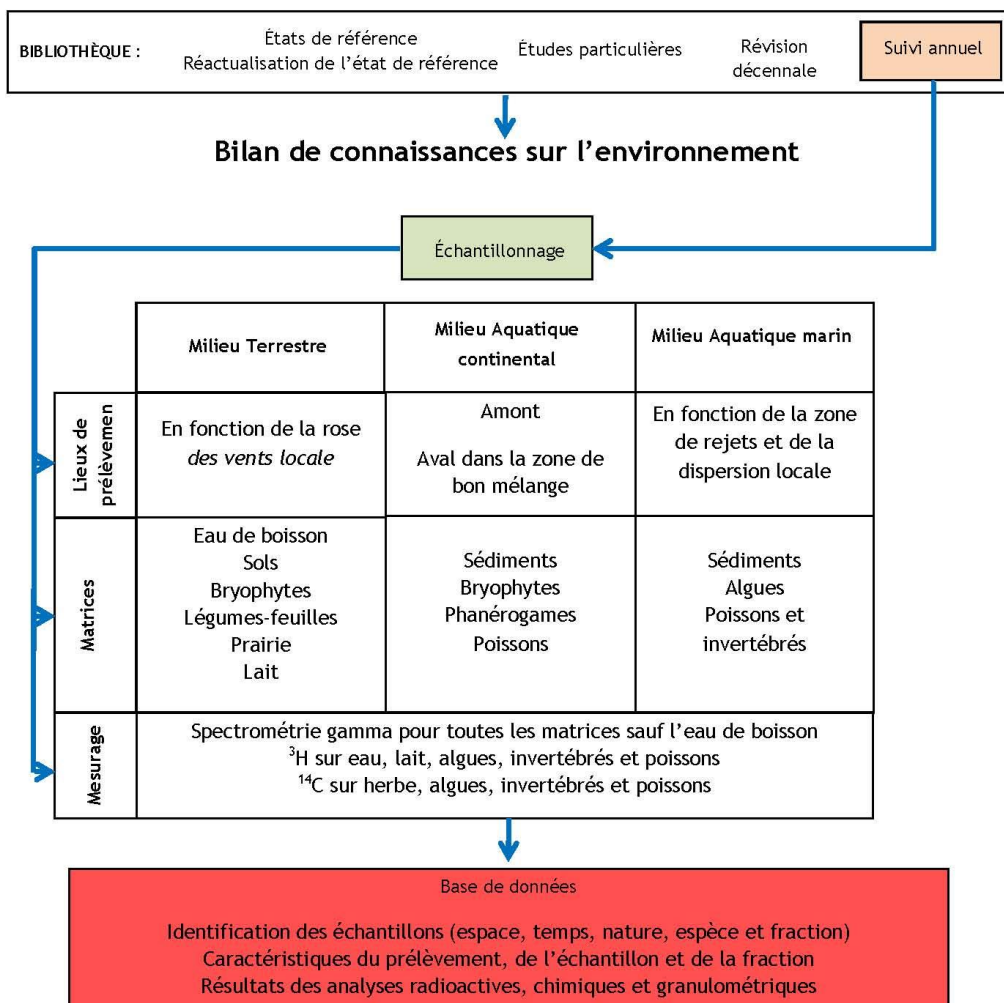 BIBLIOTHÈQUE :
États de référence
Réactualisation de l'état de référence
Études particulières
Révision
décennale
Suivi annuel
Bilan de connaissances sur l'environnement
Échantillonnage
Milieu Terrestre
Milieu Aquatique
continental
Milieu Aquatique marin
Lieux de
prélèvemen
En fonction de la rose
des vents locale
Amont
Aval dans la zone de
bon mélange
En fonction de la zone
de rejets et de la
dispersion locale
Matrices
Eau de boisson
Sols
Bryophytes
Légumes-feuilles
Prairie
Lait
Sédiments
Bryophytes
Phanérogames
Poissons
Sédiments
Algues
Poissons et
invertébrés
Mesurage
Spectrométrie gamma pour toutes les matrices sauf l'eau de boisson
³H sur eau, lait, algues, invertébrés et poissons
¹⁴C sur herbe, algues, invertébrés et poissons
Base de données
Identification des échantillons (espace, temps, nature, espèce et fraction)
Caractéristiques du prélèvement, de l'échantillon et de la fraction
Résultats des analyses radioactives, chimiques et granulométriques